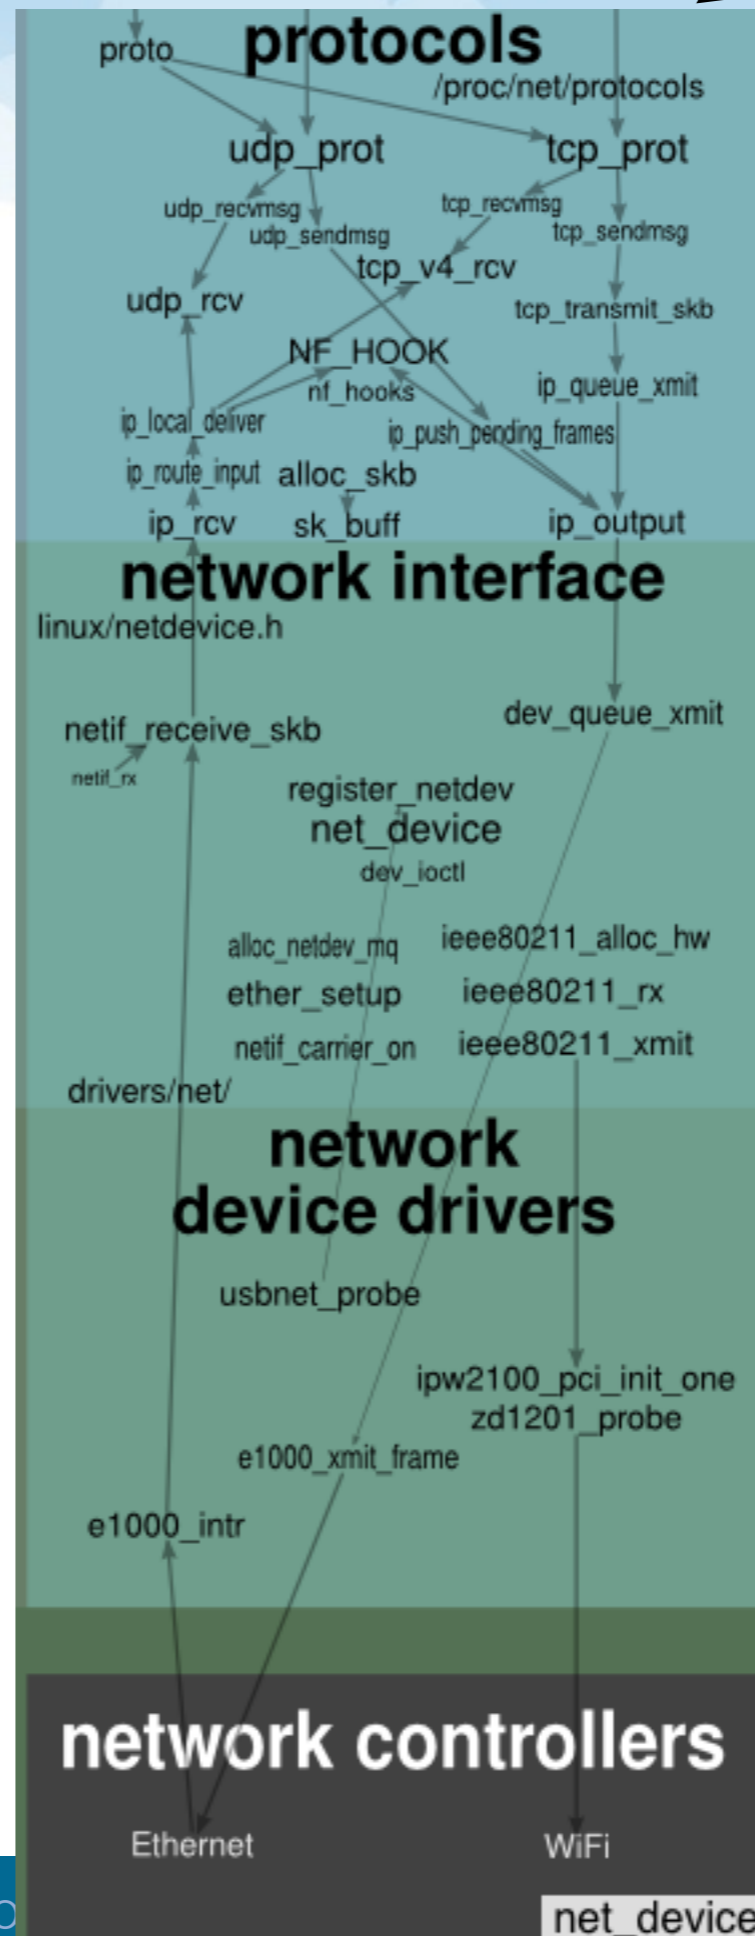 protocols
proto
/proc/net/protocols
udp_prot
tcp_prot
udp_recvmsg
tcp_recvmsg
udp_sendmsg
tcp_sendmsg
tcp_v4_rcv
udp_rcv
tcp_transmit_skb
NF_HOOK
nf_hooks
ip_queue_xmit
ip_local_deliver
ip_push_pending_frames
ip_route_input
alloc_skb
ip_rcv
sk_buff
ip_output
network interface
linux/netdevice.h
dev_queue_xmit
netif_receive_skb
netif_rx
register_netdev
net_device
dev_ioctl
alloc_netdev_mq
ieee80211_alloc_hw
ether_setup
ieee80211_rx
netif_carrier_on
ieee80211_xmit
drivers/net/
network
device drivers
usbnet_probe
ipw2100_pci_init_one
zd1201_probe
e1000_xmit_frame
e1000_intr
network controllers
Ethernet
WiFi
net_device